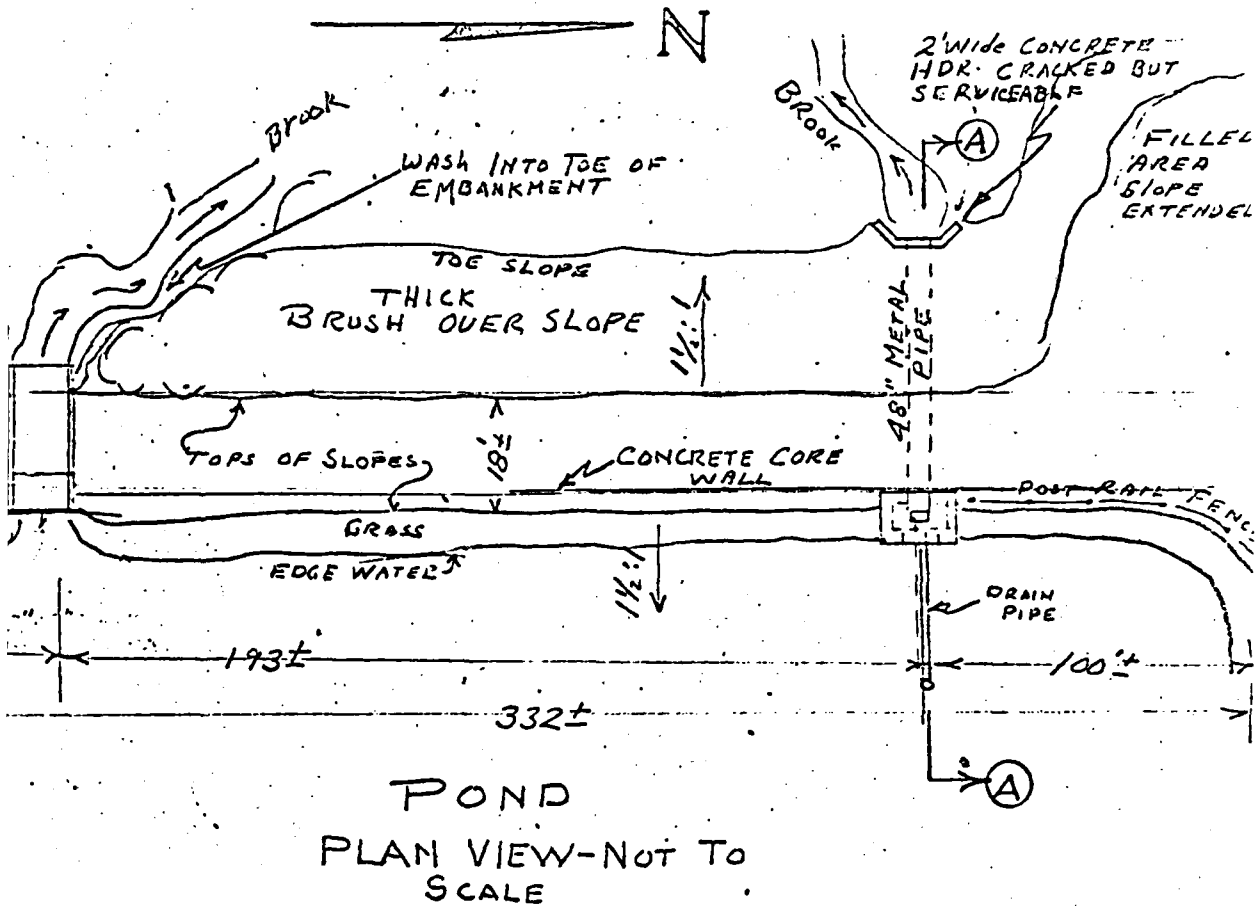 N
2' WIDE CONCRETE
HDR. CRACKED BUT
SERVICEABLE
BROOK
BROOK
A
WASH INTO TOE OF
EMBANKMENT
FILLED
AREA
SLOPE
EXTENDED
TOE SLOPE
THICK
BRUSH OVER SLOPE
1½:1
48" METAL
PIPE
TOPS OF SLOPES
18'±
CONCRETE CORE
WALL
POST RAIL FENCE
GRASS
EDGE WATER
1½:1
DRAIN
PIPE
193±
100'±
332±
A
POND
PLAN VIEW-NOT TO
SCALE